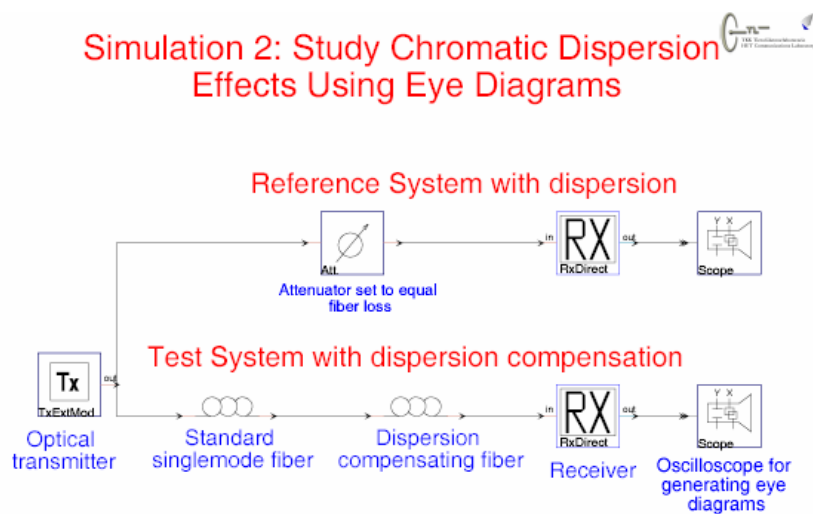 Simulation 2: Study Chromatic Dispersion
Effects Using Eye Diagrams
Reference System with dispersion
Att.
Attenuator set to equal
fiber loss
in
RX
out
RxDirect
Y X
Scope
Test System with dispersion compensation
Tx
out
TxExtMod
Optical
transmitter
Standard
singlemode fiber
Dispersion
compensating fiber
in
RX
out
RxDirect
Receiver
Y X
Scope
Oscilloscope for
generating eye
diagrams